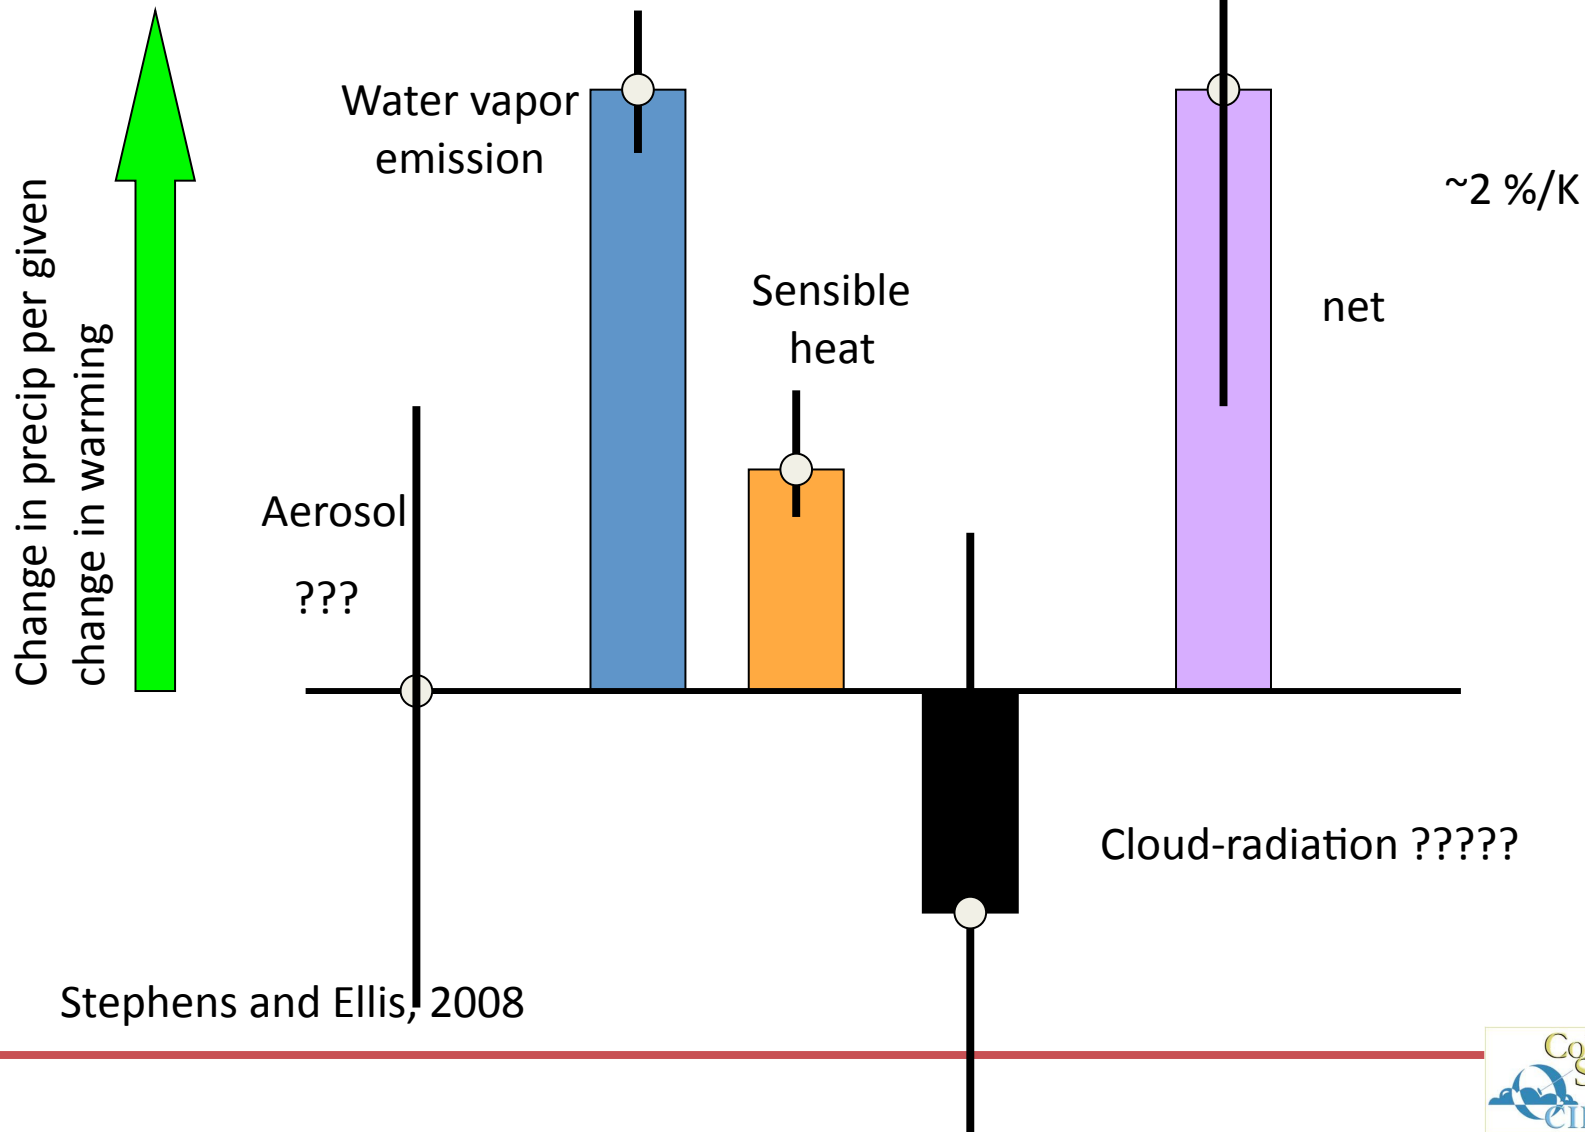 Change in precip per given
change in warming
Water vapor
emission
~2 %/K
Sensible
heat
net
Aerosol
???
Cloud-radiation ?????
Stephens and Ellis, 2008